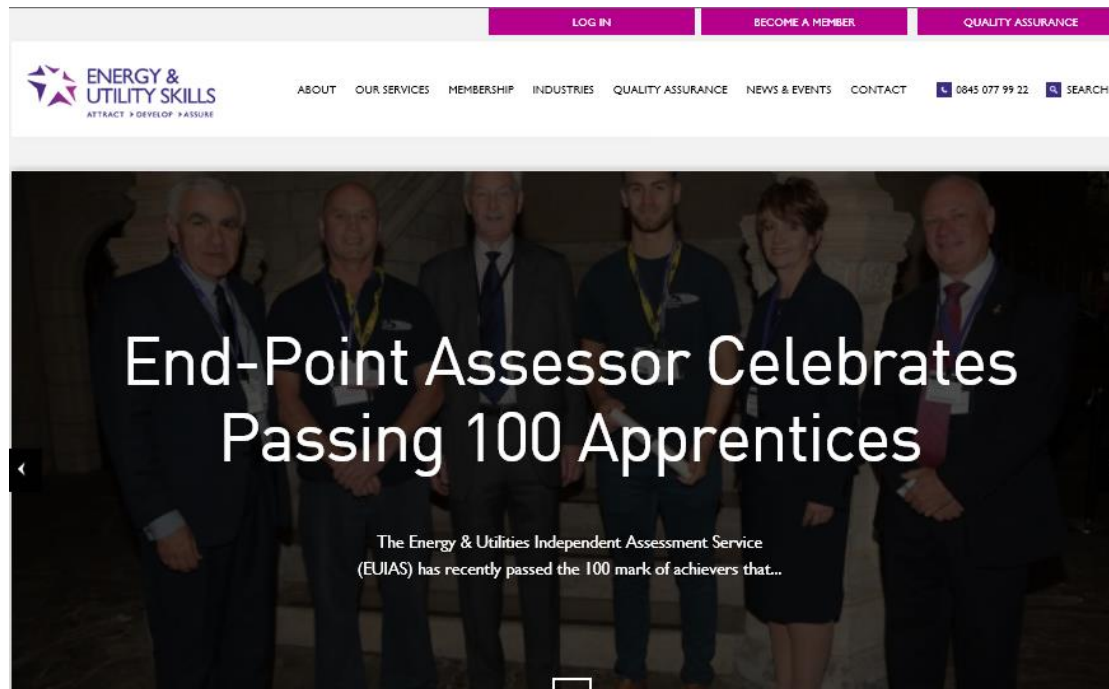 LOG IN
BECOME A MEMBER
QUALITY ASSURANCE
ENERGY &
UTILITY SKILLS
ATTRACT > DEVELOP > ASSURE
ABOUT OUR SERVICES MEMBERSHIP INDUSTRIES QUALITY ASSURANCE NEWS & EVENTS CONTACT 0845 077 99 22 SEARCH
End-Point Assessor Celebrates
Passing 100 Apprentices
The Energy & Utilities Independent Assessment Service
(EUIAS) has recently passed the 100 mark of achievers that...